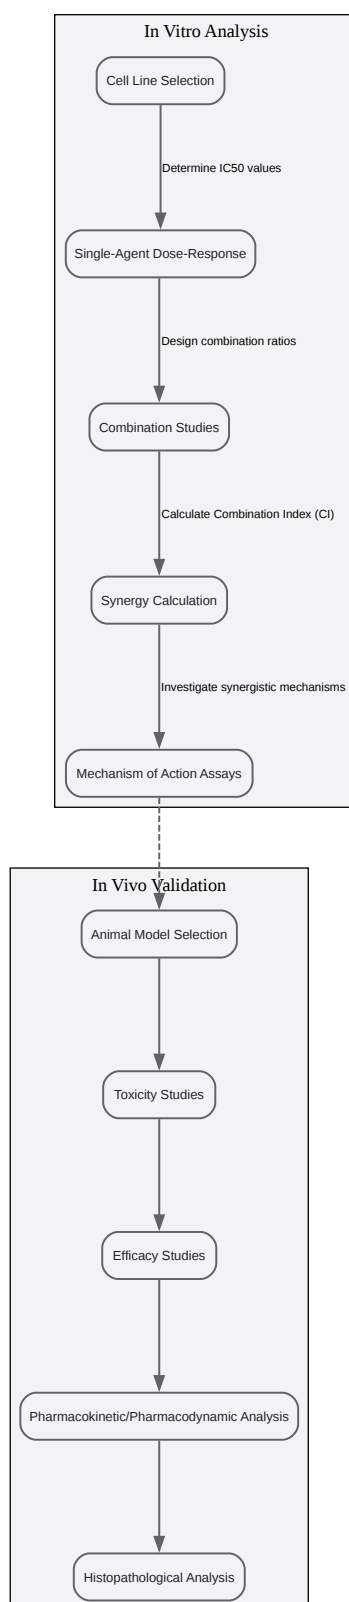 In Vitro Analysis
Cell Line Selection
Determine IC50 values
Single-Agent Dose-Response
Design combination ratios
Combination Studies
Calculate Combination Index (CI)
Synergy Calculation
Investigate synergistic mechanisms
Mechanism of Action Assays
In Vivo Validation
Animal Model Selection
Toxicity Studies
Efficacy Studies
Pharmacokinetic/Pharmacodynamic Analysis
Histopathological Analysis